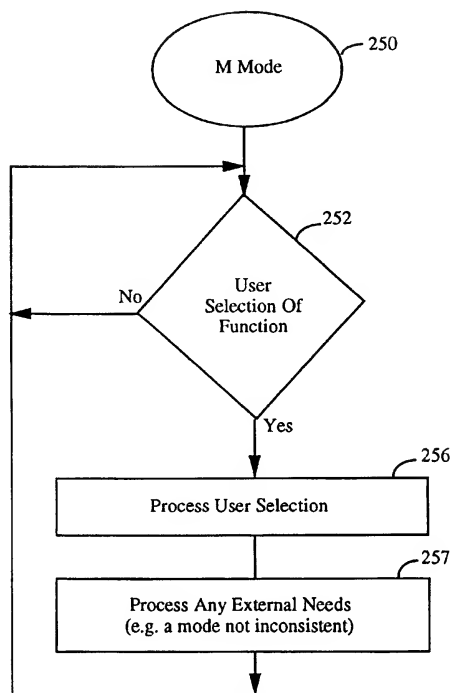 250
M Mode
252
User
Selection Of
Function
No
Yes
256
Process User Selection
257
Process Any External Needs
(e.g. a mode not inconsistent)